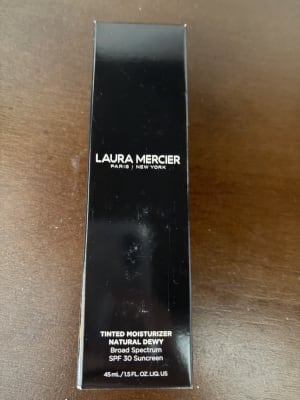 LAURA MERCIER
PARIS | NEW YORK
TINTED MOISTURIZER
NATURAL DEWY
Broad Spectrum
SPF 30 Sunscreen
45 mL/1.5 FL. OZ. LIQ. US